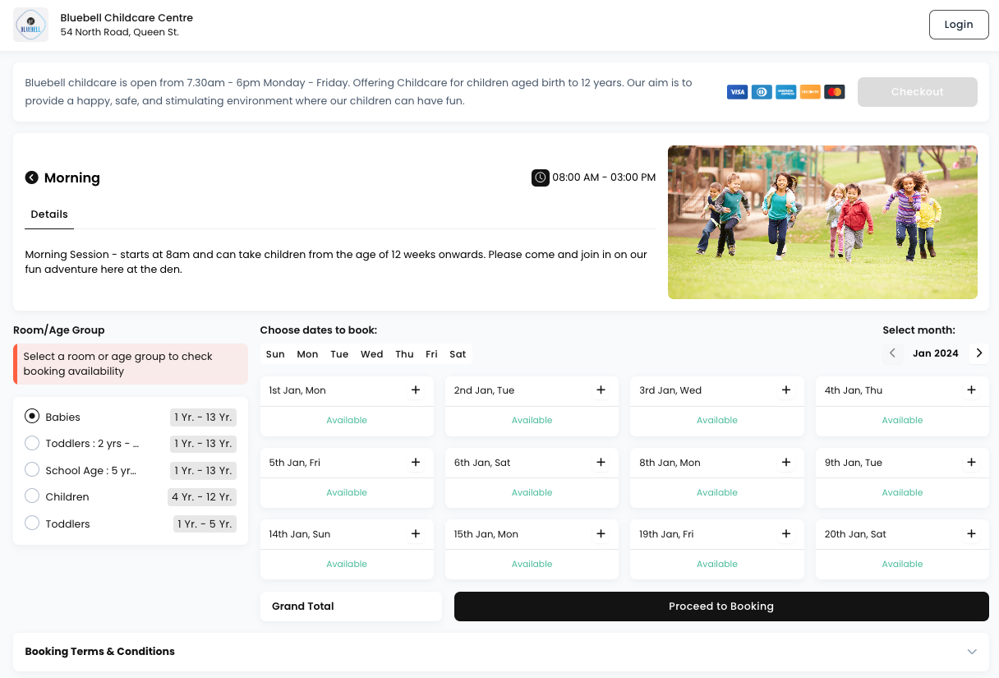 BLUEBELL
Bluebell Childcare Centre
54 North Road, Queen St.
Login
Bluebell childcare is open from 7.30am - 6pm Monday - Friday. Offering Childcare for children aged birth to 12 years. Our aim is to
provide a happy, safe, and stimulating environment where our children can have fun.
VISA
AMERICAN EXPRESS
DISCOVER
Checkout
Morning
08:00 AM - 03:00 PM
Details
Morning Session - starts at 8am and can take children from the age of 12 weeks onwards. Please come and join in on our
fun adventure here at the den.
Room/Age Group
Select a room or age group to check
booking availability
Babies 1 Yr. - 13 Yr.
Toddlers : 2 yrs - ... 1 Yr. - 13 Yr.
School Age : 5 yr... 1 Yr. - 13 Yr.
Children 4 Yr. - 12 Yr.
Toddlers 1 Yr. - 5 Yr.
Choose dates to book:
Select month:
Sun Mon Tue Wed Thu Fri Sat
Jan 2024
1st Jan, Mon + 2nd Jan, Tue + 3rd Jan, Wed + 4th Jan, Thu +
Available Available Available Available
5th Jan, Fri + 6th Jan, Sat + 8th Jan, Mon + 9th Jan, Tue +
Available Available Available Available
14th Jan, Sun + 15th Jan, Mon + 19th Jan, Fri + 20th Jan, Sat +
Available Available Available Available
Grand Total
Proceed to Booking
Booking Terms & Conditions